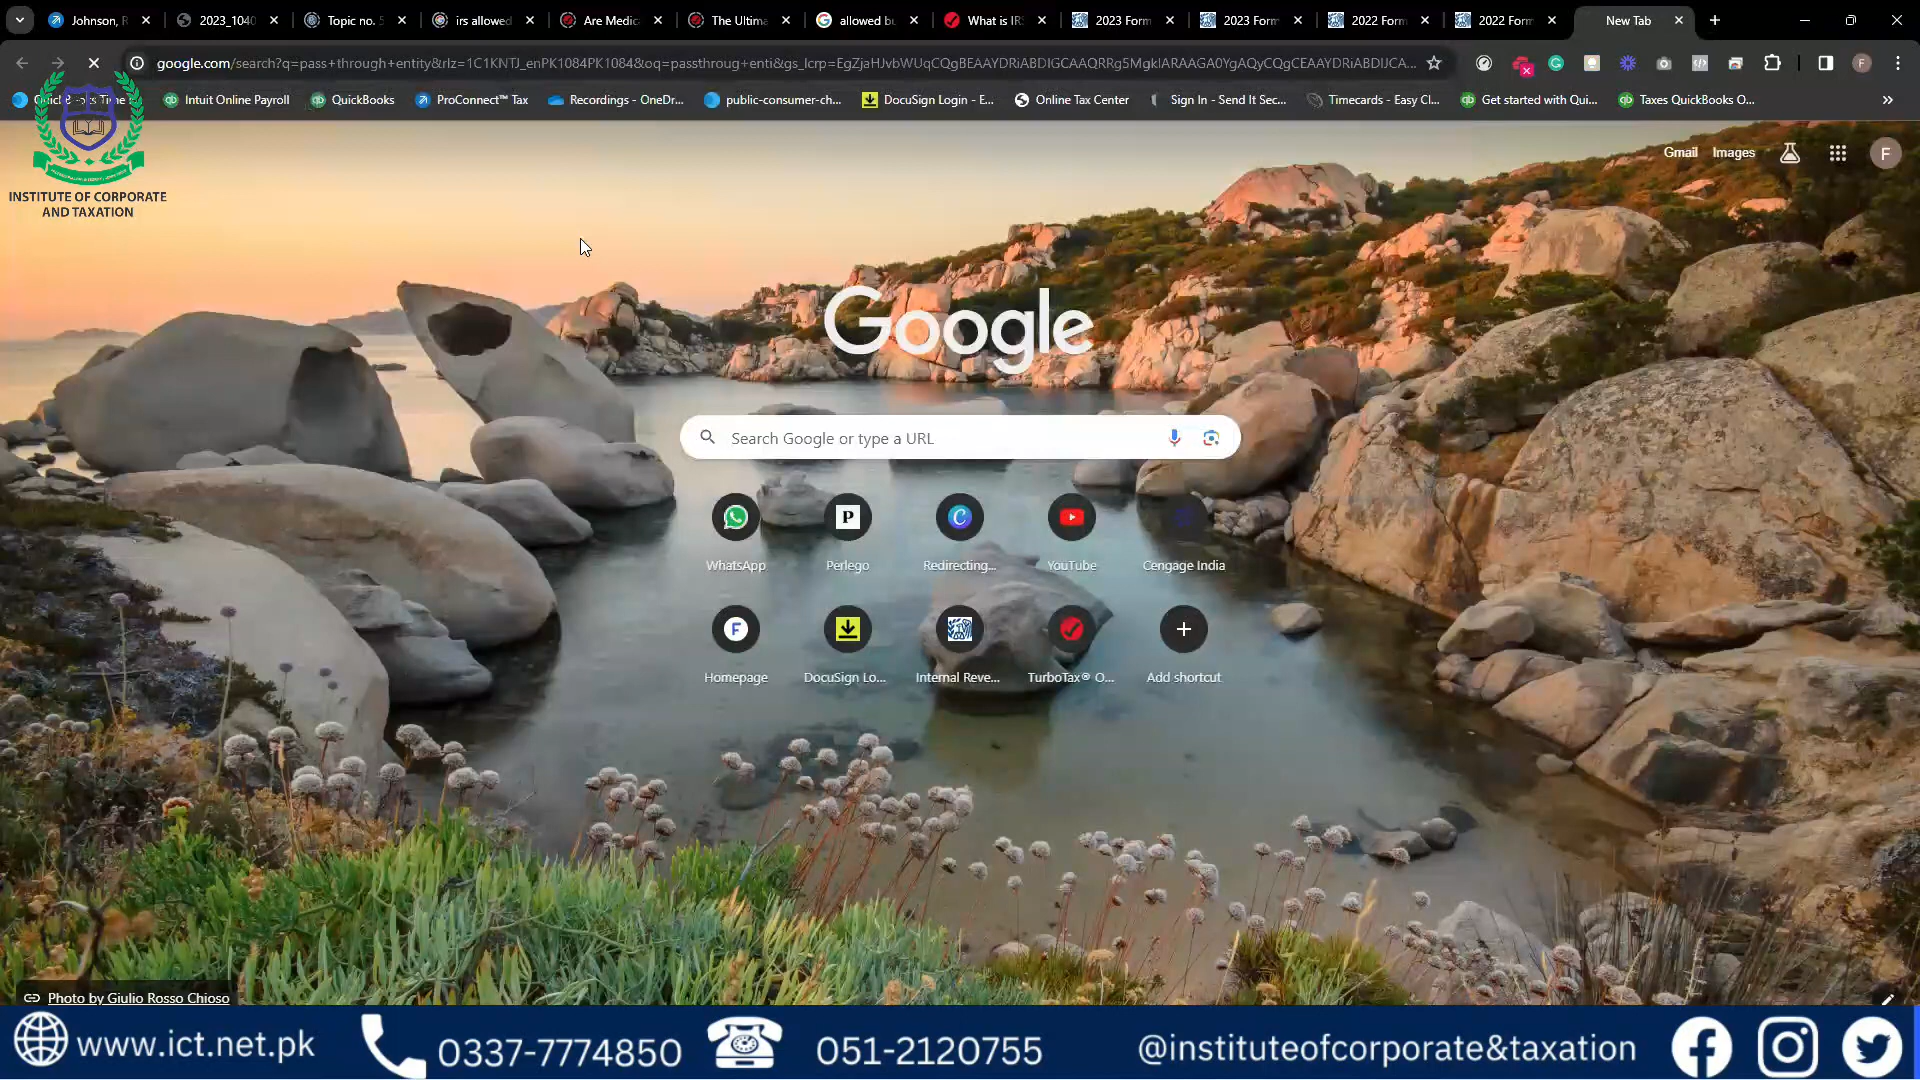 Johnson, R
2023_1040
Topic no. 5
irs allowed
Are Medic
The Ultima
allowed bu
What is IRS
2023 Form
2023 Form
2022 Form
2022 Form
New Tab
google.com/search?q=pass+through+entity&rlz=1C1KNTJ_enPK1084PK1084&oq=passthroug+enti&gs_lcrp=EgZjaHJvbWUqCQgBEAAYDRiABDIGCAAQRRg5MgkIARAAGA0YgAQyCQgCEAAYDRiABDIJCA...
Intuit Online Payroll
QuickBooks
ProConnect™ Tax
Recordings - OneDr...
public-consumer-ch...
DocuSign Login - E...
Online Tax Center
Sign In - Send It Sec...
Timecards - Easy Cl...
Get started with Qui...
Taxes QuickBooks O...
Gmail
Images
F
INSTITUTE OF CORPORATE
AND TAXATION
Google
Search Google or type a URL
WhatsApp
Perlego
Redirecting...
YouTube
Cengage India
Homepage
DocuSign Lo...
Internal Reve...
TurboTax® O...
Add shortcut
Photo by Giulio Rosso Chioso
www.ict.net.pk
0337-7774850
051-2120755
@instituteofcorporate&taxation